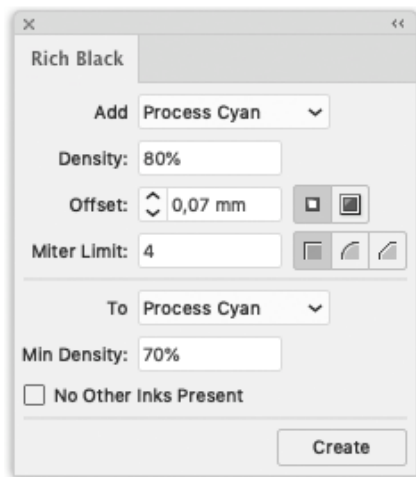 Rich Black
Add Process Cyan
Density: 80%
Offset: 0,07 mm
Miter Limit: 4
To Process Cyan
Min Density: 70%
No Other Inks Present
Create